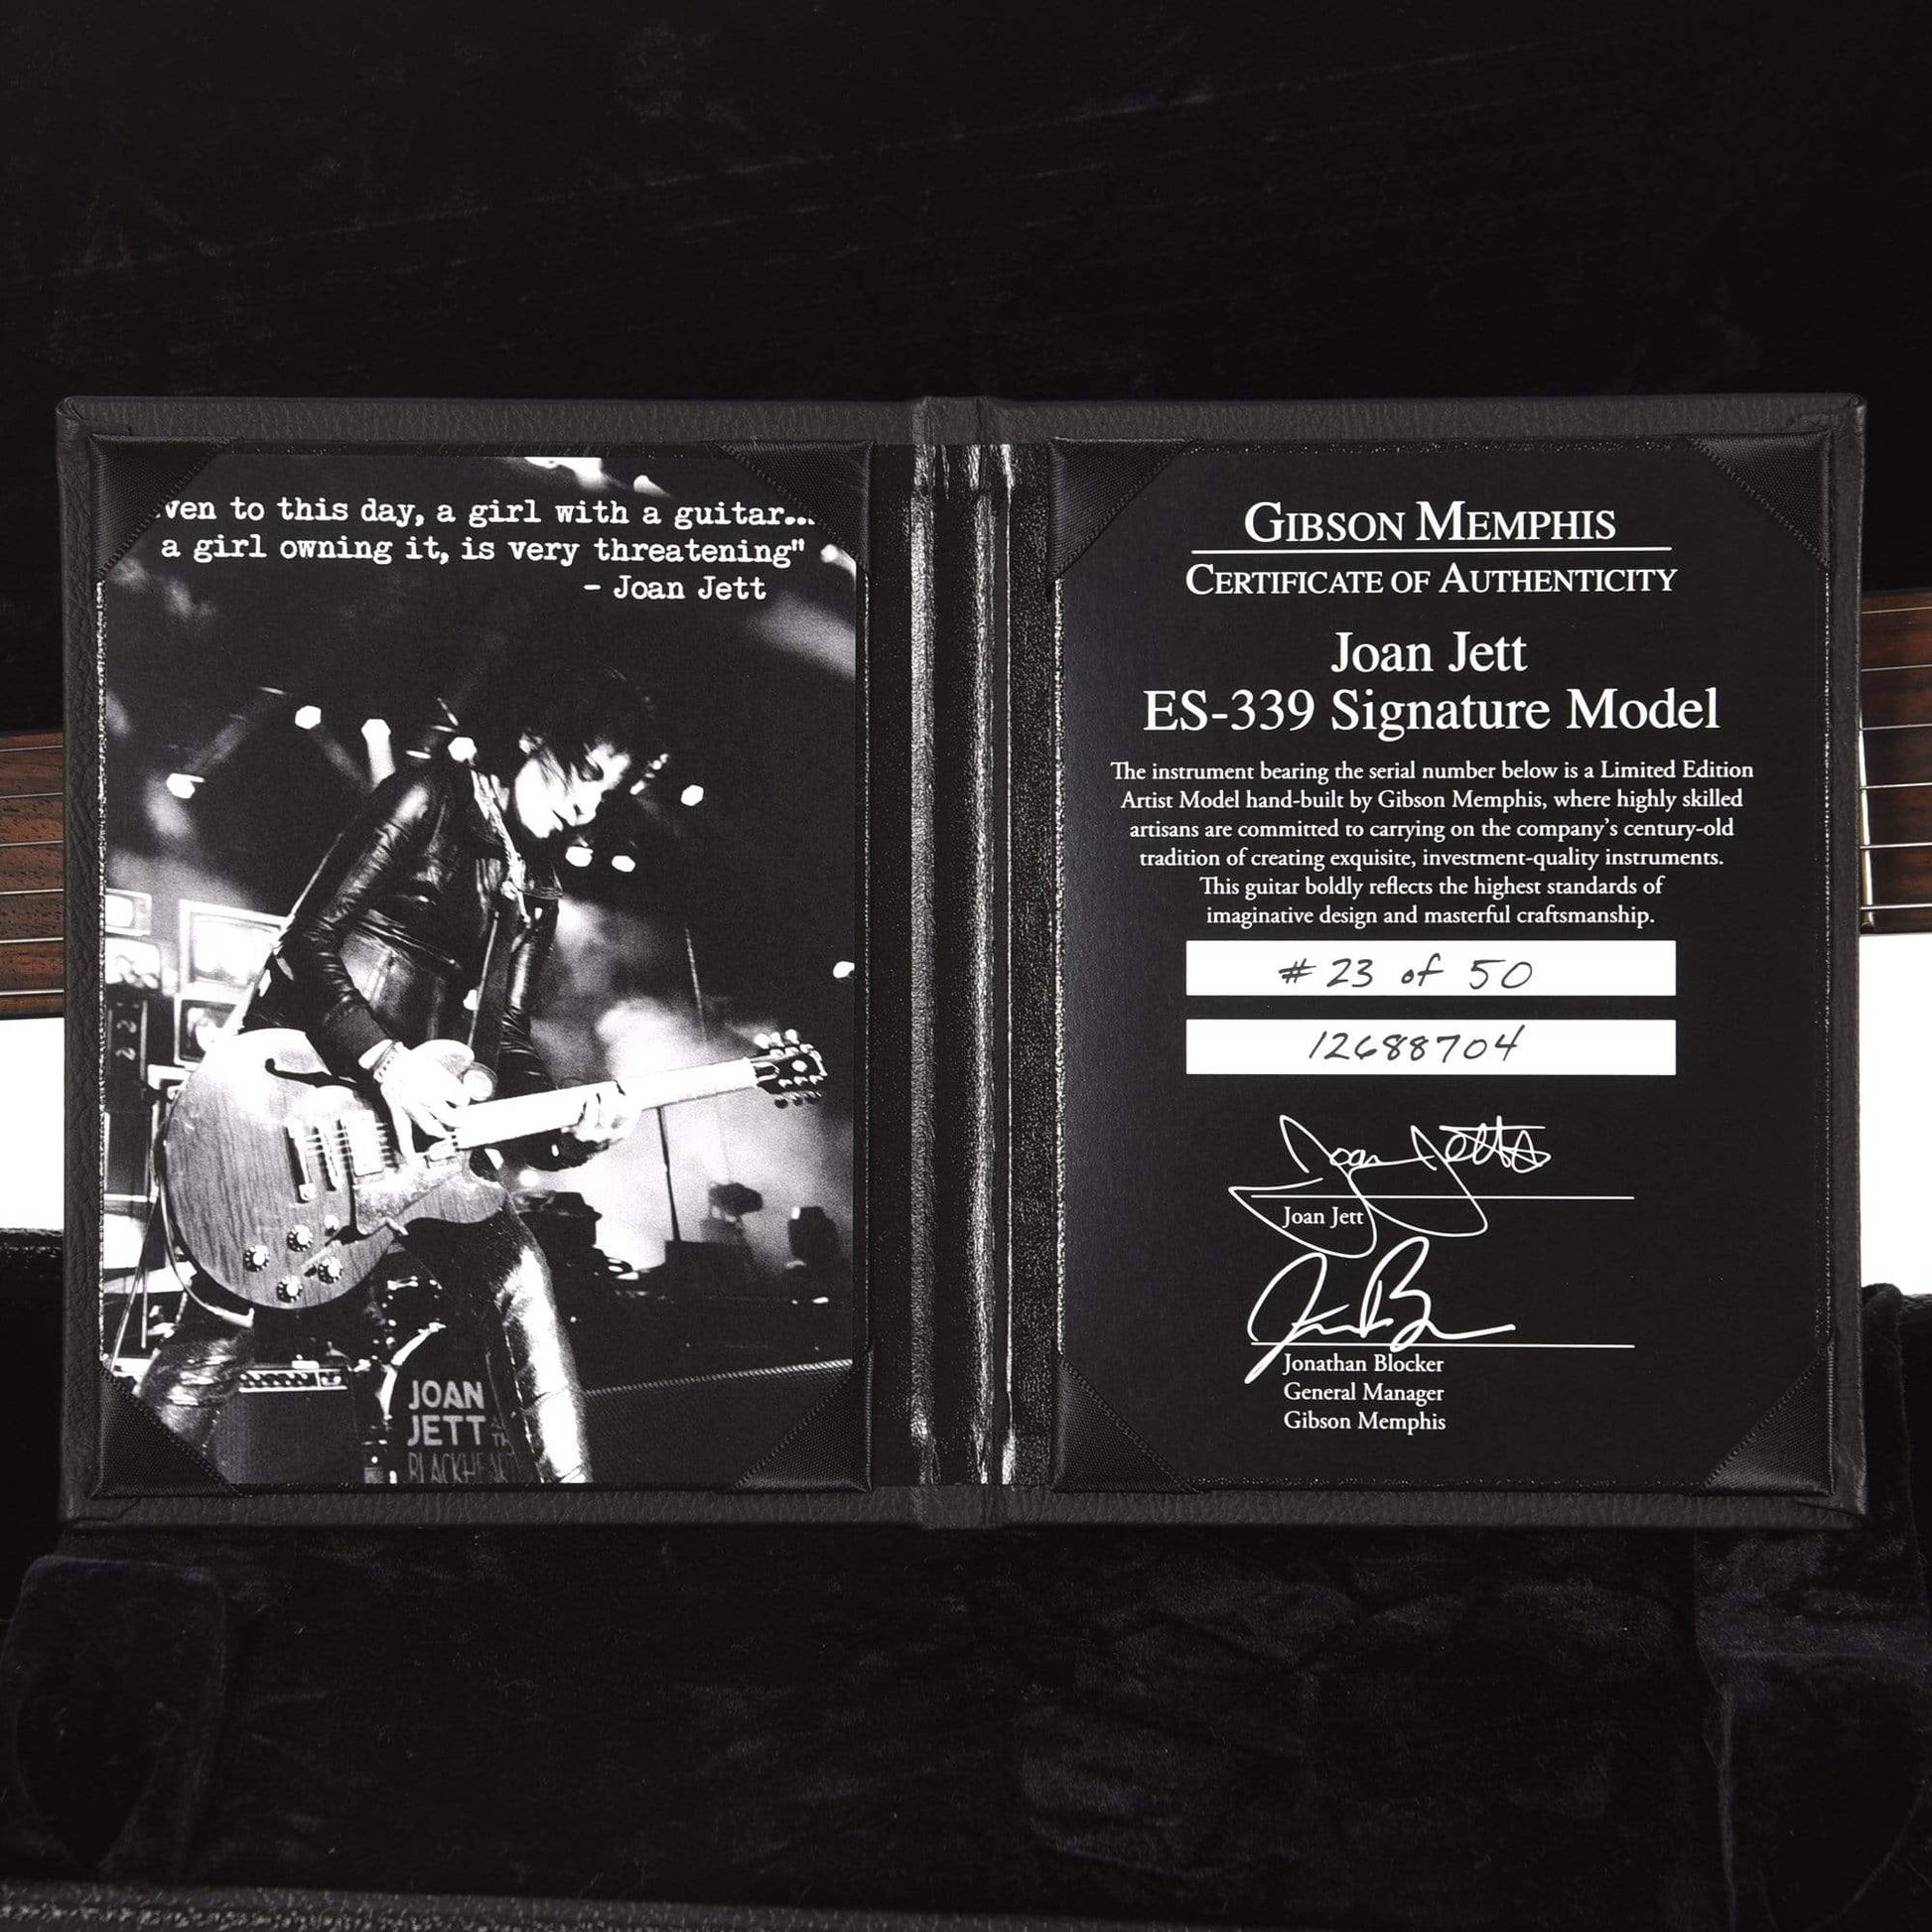 ven to this day, a girl with a guitar...
a girl owning it, is very threatening"
- Joan Jett
JOAN
JETT
GIBSON MEMPHIS
CERTIFICATE OF AUTHENTICITY
Joan Jett
ES-339 Signature Model
The instrument bearing the serial number below is a Limited Edition
Artist Model hand-built by Gibson Memphis, where highly skilled
artisans are committed to carrying on the company's century-old
tradition of creating exquisite, investment-quality instruments.
This guitar boldly reflects the highest standards of
imaginative design and masterful craftsmanship.
#23 of 50
12688704
Joan Jett
Joan Jett
Jonathan Blocker
General Manager
Gibson Memphis